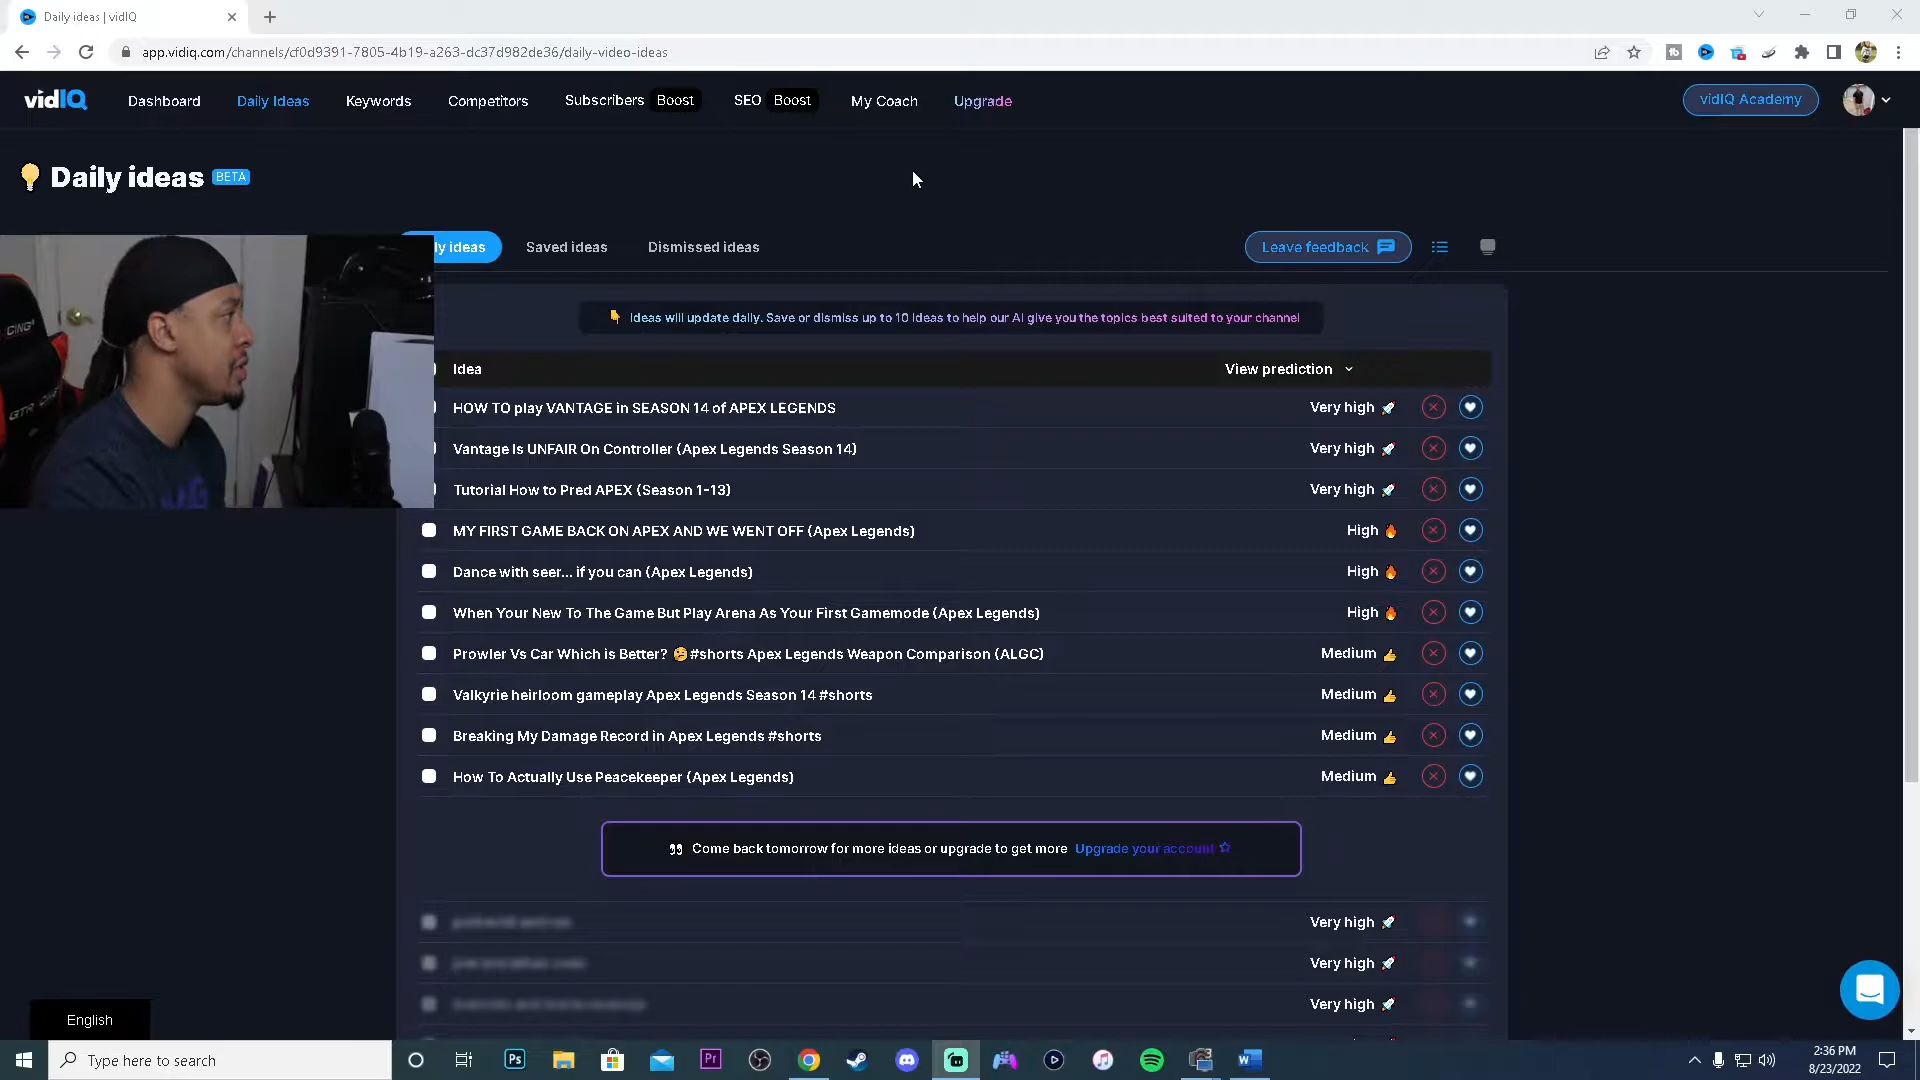 Daily ideas | vidIQ
app.vidiq.com/channels/cf0d9391-7805-4b19-a263-dc37d982de36/daily-video-ideas
vidIQ Dashboard Daily Ideas Keywords Competitors Subscribers Boost SEO Boost My Coach Upgrade vidIQ Academy
Daily ideas BETA
ly ideas Saved ideas Dismissed ideas Leave feedback
👇 Ideas will update daily. Save or dismiss up to 10 ideas to help our AI give you the topics best suited to your channel
Idea View prediction
HOW TO play VANTAGE in SEASON 14 of APEX LEGENDS Very high 🚀
Vantage Is UNFAIR On Controller (Apex Legends Season 14) Very high 🚀
Tutorial How to Pred APEX (Season 1-13) Very high 🚀
MY FIRST GAME BACK ON APEX AND WE WENT OFF (Apex Legends) High 🔥
Dance with seer... if you can (Apex Legends) High 🔥
When Your New To The Game But Play Arena As Your First Gamemode (Apex Legends) High 🔥
Prowler Vs Car Which is Better? 🤔#shorts Apex Legends Weapon Comparison (ALGC) Medium 👍
Valkyrie heirloom gameplay Apex Legends Season 14 #shorts Medium 👍
Breaking My Damage Record in Apex Legends #shorts Medium 👍
How To Actually Use Peacekeeper (Apex Legends) Medium 👍
👀 Come back tomorrow for more ideas or upgrade to get more Upgrade your account
Very high 🚀
Very high 🚀
Very high 🚀
English
Type here to search
2:36 PM
8/23/2022